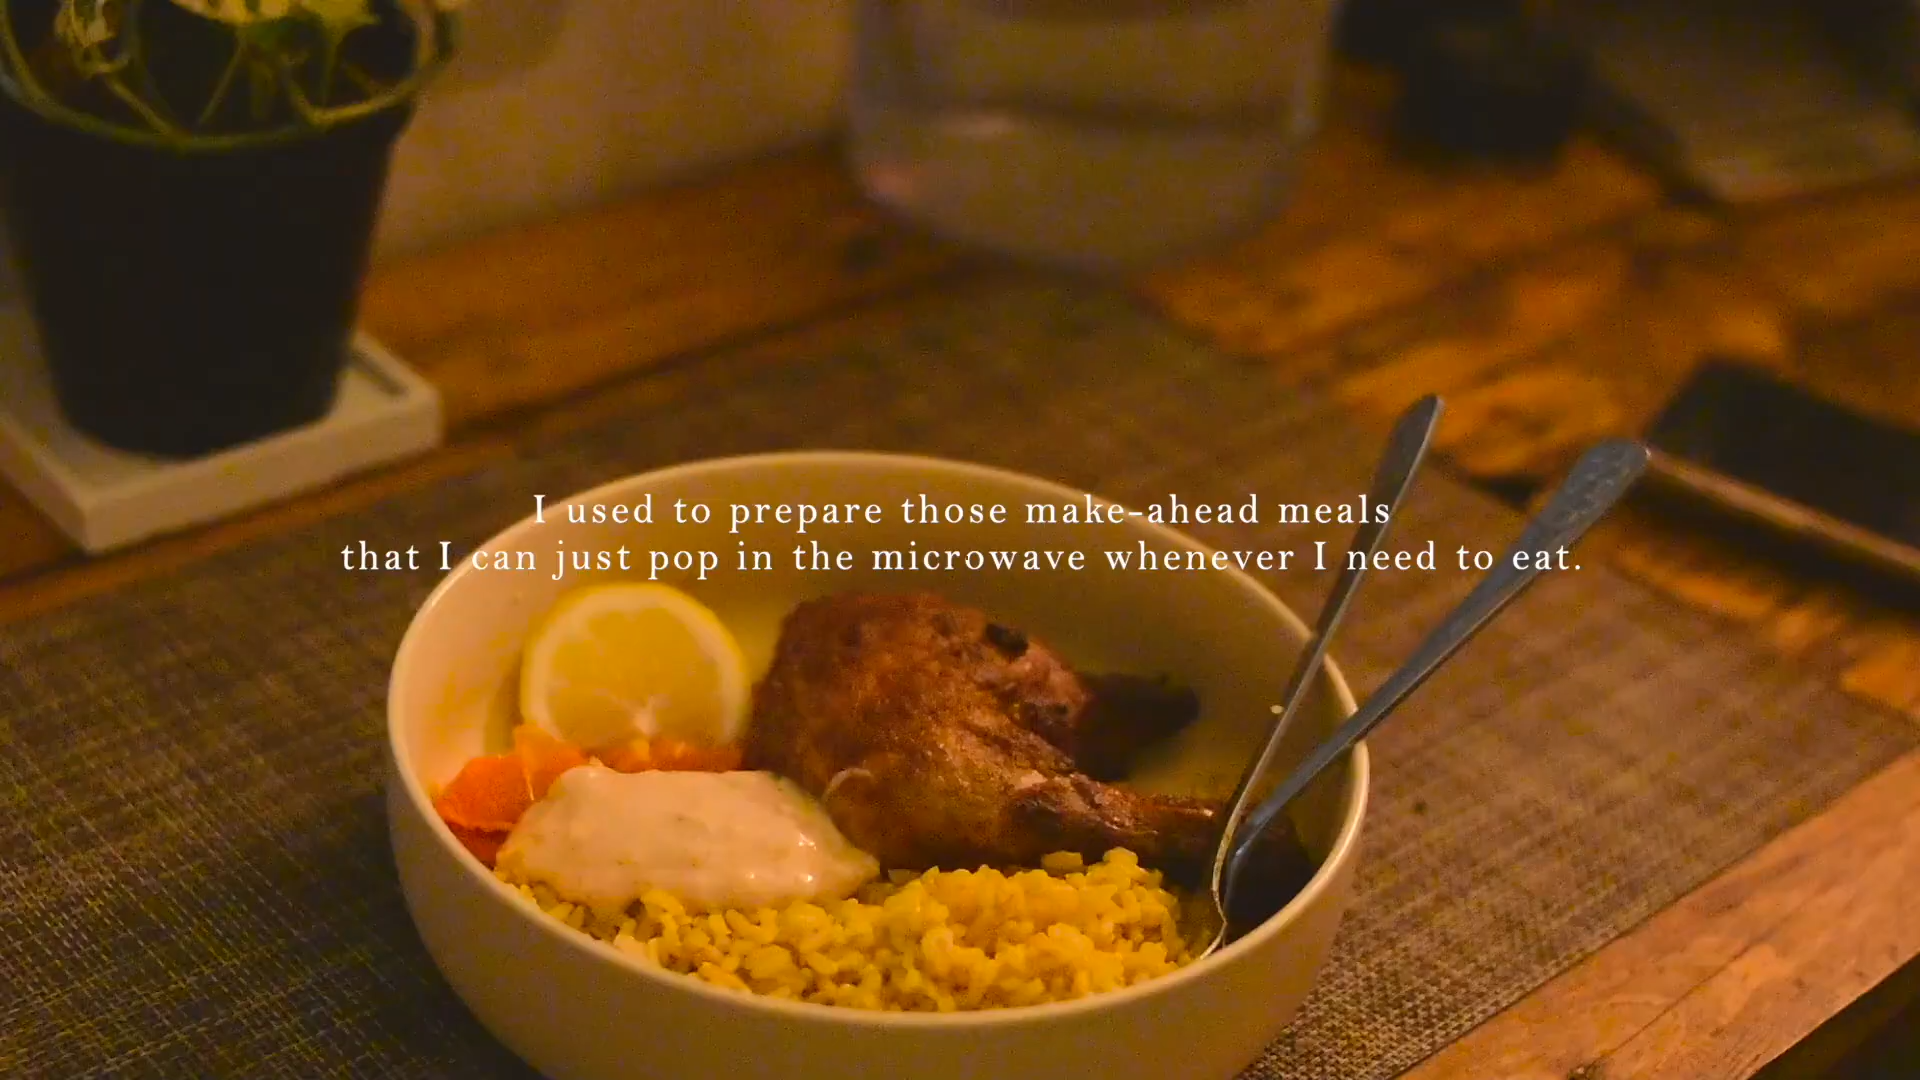 I used to prepare those make-ahead meals
that I can just pop in the microwave whenever I need to eat.